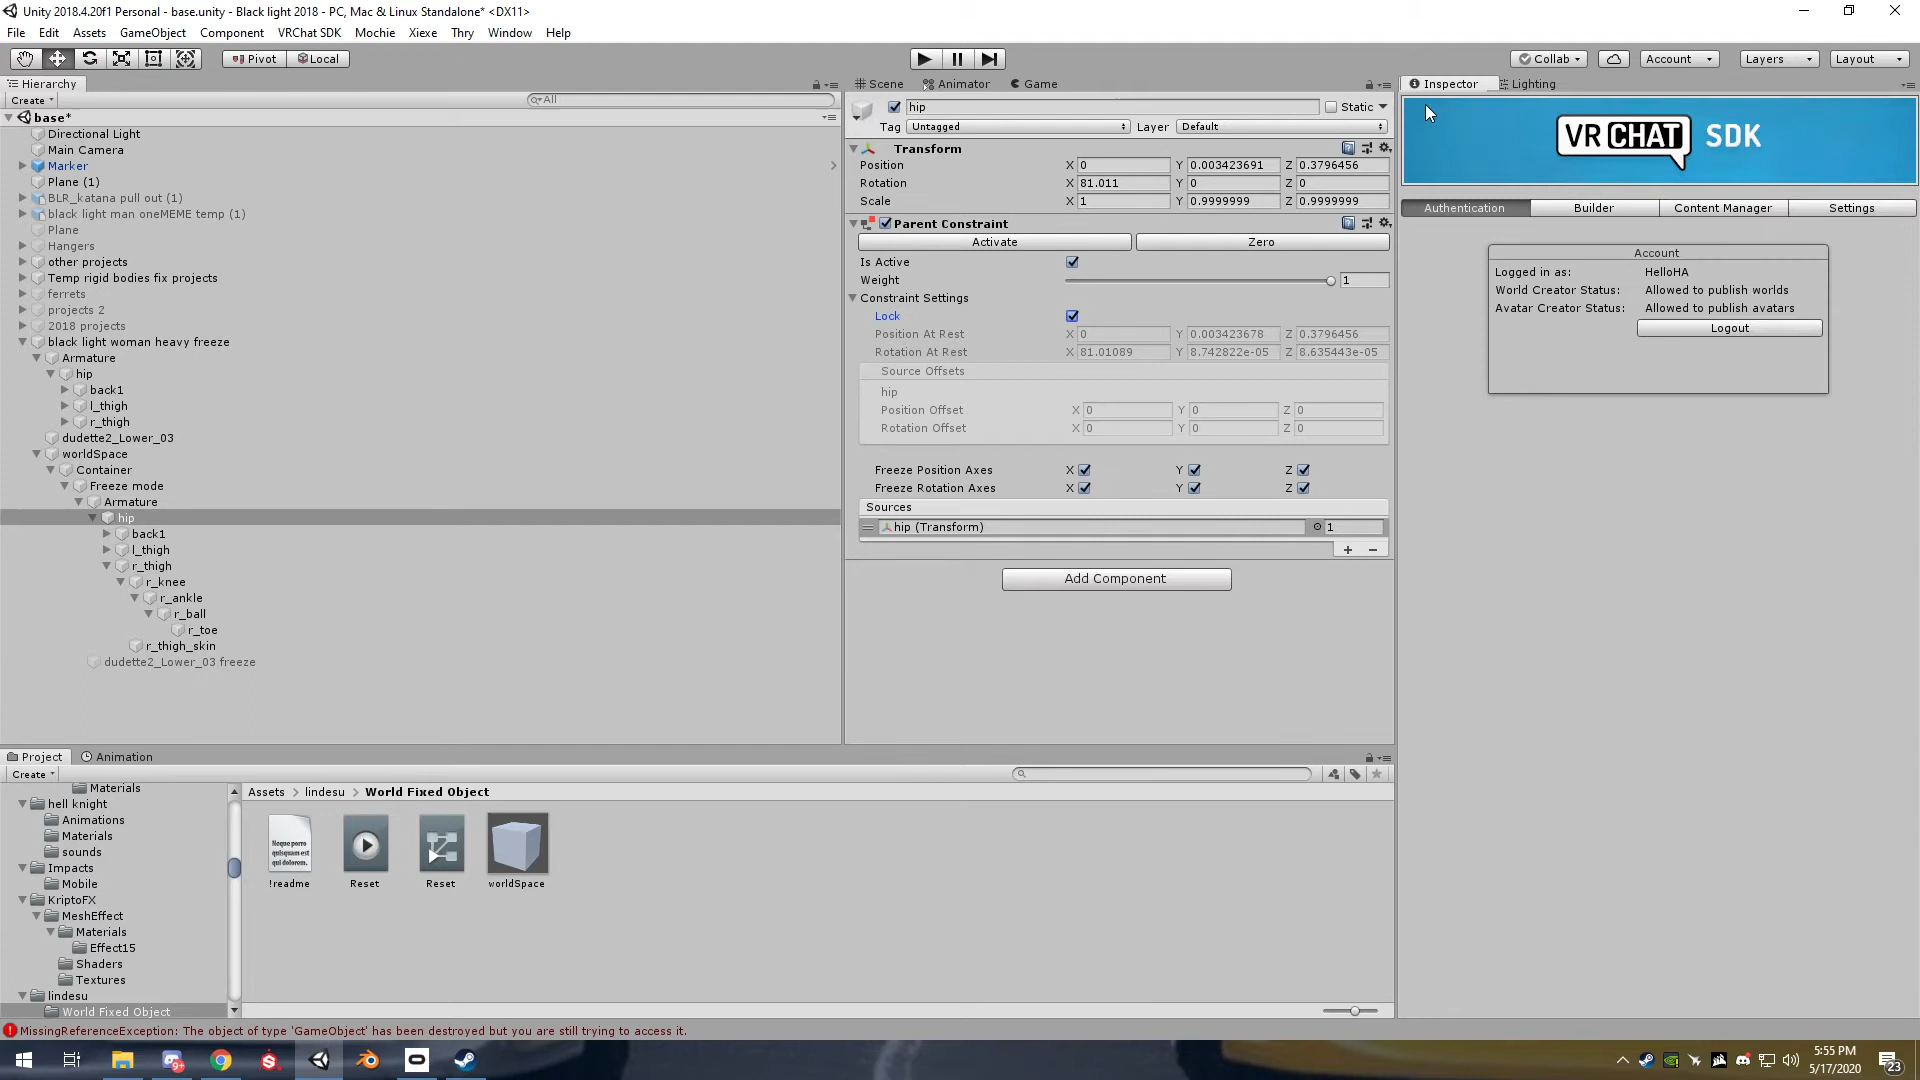 Unity 2018.4.20f1 Personal - base.unity - Black light 2018 - PC, Mac & Linux Standalone* <DX11>
File Edit Assets GameObject Component VRChat SDK Mochie Xiexe Thry Window Help
Pivot Local Collab Account Layers Layout
Hierarchy
Create All
base*
Directional Light
Main Camera
Marker
Plane (1)
BLR_katana pull out (1)
black light man oneMEME temp (1)
Plane
Hangers
other projects
Temp rigid bodies fix projects
ferrets
projects 2
2018 projects
black light woman heavy freeze
Armature
hip
back1
l_thigh
r_thigh
dudette2_Lower_03
worldSpace
Container
Freeze mode
Armature
hip
back1
l_thigh
r_thigh
r_knee
r_ankle
r_ball
r_toe
r_thigh_skin
dudette2_Lower_03 freeze
Scene Animator Game
hip Static
Tag Untagged Layer Default
Transform
Position X 0 Y 0.003423691 Z 0.3796456
Rotation X 81.011 Y 0 Z 0
Scale X 1 Y 0.9999999 Z 0.9999999
Parent Constraint
Activate Zero
Is Active
Weight 1
Constraint Settings
Lock
Position At Rest X 0 Y 0.003423678 Z 0.3796456
Rotation At Rest X 81.01089 Y 8.742822e-05 Z 8.635443e-05
Source Offsets
hip
Position Offset X 0 Y 0 Z 0
Rotation Offset X 0 Y 0 Z 0
Freeze Position Axes X Y Z
Freeze Rotation Axes X Y Z
Sources
hip (Transform) 1
Add Component
Inspector Lighting
VR CHAT SDK
Authentication Builder Content Manager Settings
Account
Logged in as: HelloHA
World Creator Status: Allowed to publish worlds
Avatar Creator Status: Allowed to publish avatars
Logout
Project Animation
Create
Materials
hell knight
Animations
Materials
sounds
Impacts
Mobile
KriptoFX
MeshEffect
Materials
Effect15
Shaders
Textures
lindesu
World Fixed Object
Assets lindesu World Fixed Object
Neque porro
quisquam est
qui dolorem.
!readme Reset Reset worldSpace
MissingReferenceException: The object of type 'GameObject' has been destroyed but you are still trying to access it.
5:55 PM
5/17/2020
23